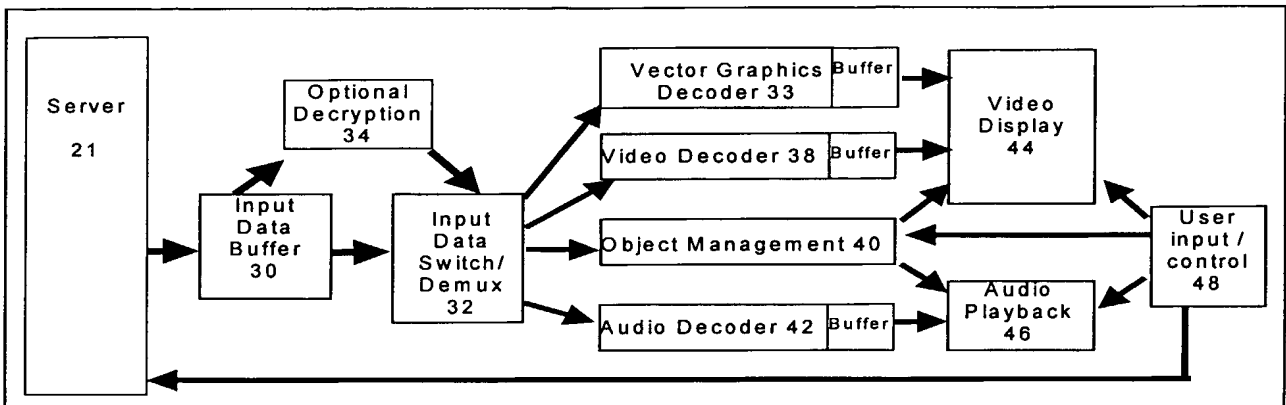 Server
21
Optional
Decryption
34
Input
Data
Buffer
30
Input
Data
Switch/
Demux
32
Vector Graphics
Decoder 33
Buffer
Video Decoder 38
Buffer
Object Management 40
Audio Decoder 42
Buffer
Video
Display
44
Audio
Playback
46
User
input /
control
48